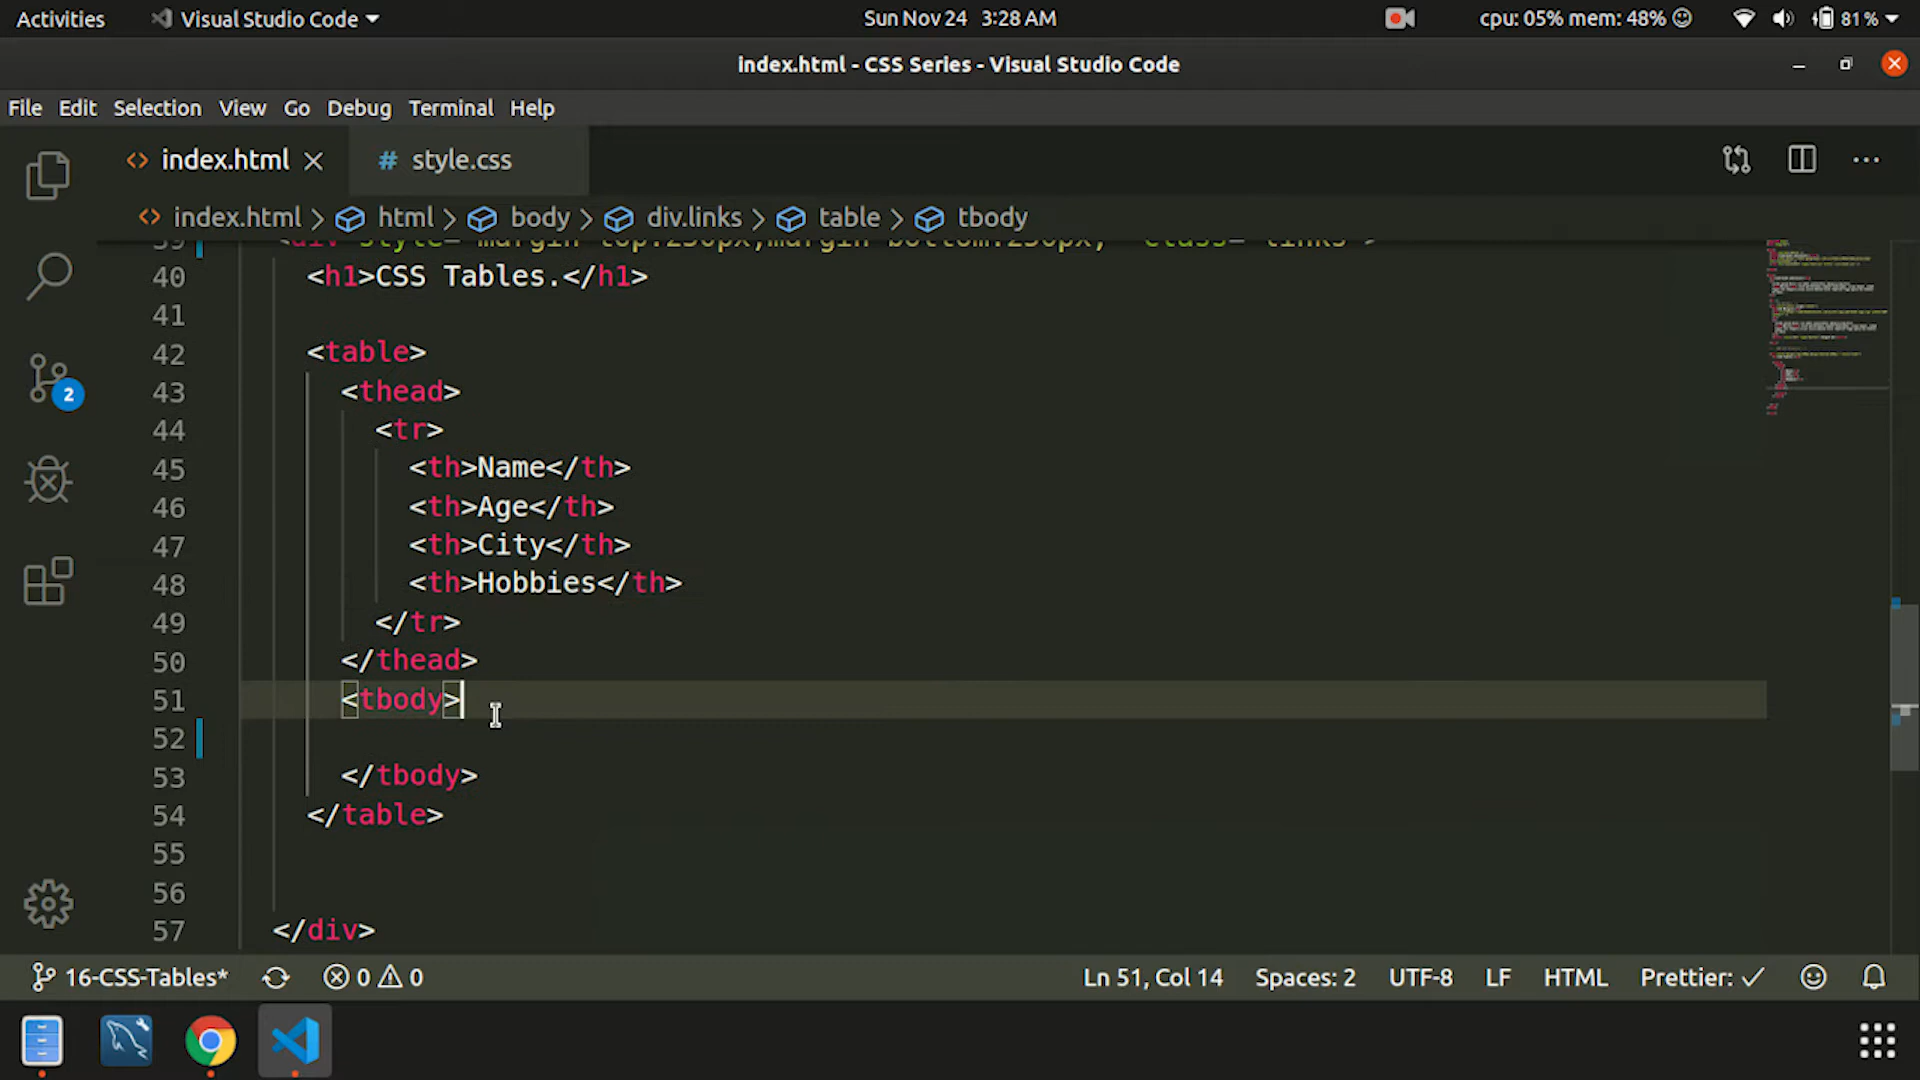 Activities
Visual Studio Code
Sun Nov 24 3:28 AM
cpu: 05% mem: 48%
81 %
index.html - CSS Series - Visual Studio Code
File Edit Selection View Go Debug Terminal Help
<> index.html
# style.css
<> index.html > html > body > div.links > table > tbody
40 <h1>CSS Tables.</h1>
41
42 <table>
43 <thead>
44 <tr>
45 <th>Name</th>
46 <th>Age</th>
47 <th>City</th>
48 <th>Hobbies</th>
49 </tr>
50 </thead>
51 <tbody>
52
53 </tbody>
54 </table>
55
56
57 </div>
2
16-CSS-Tables* 0 0
Ln 51, Col 14 Spaces: 2 UTF-8 LF HTML Prettier: ✓